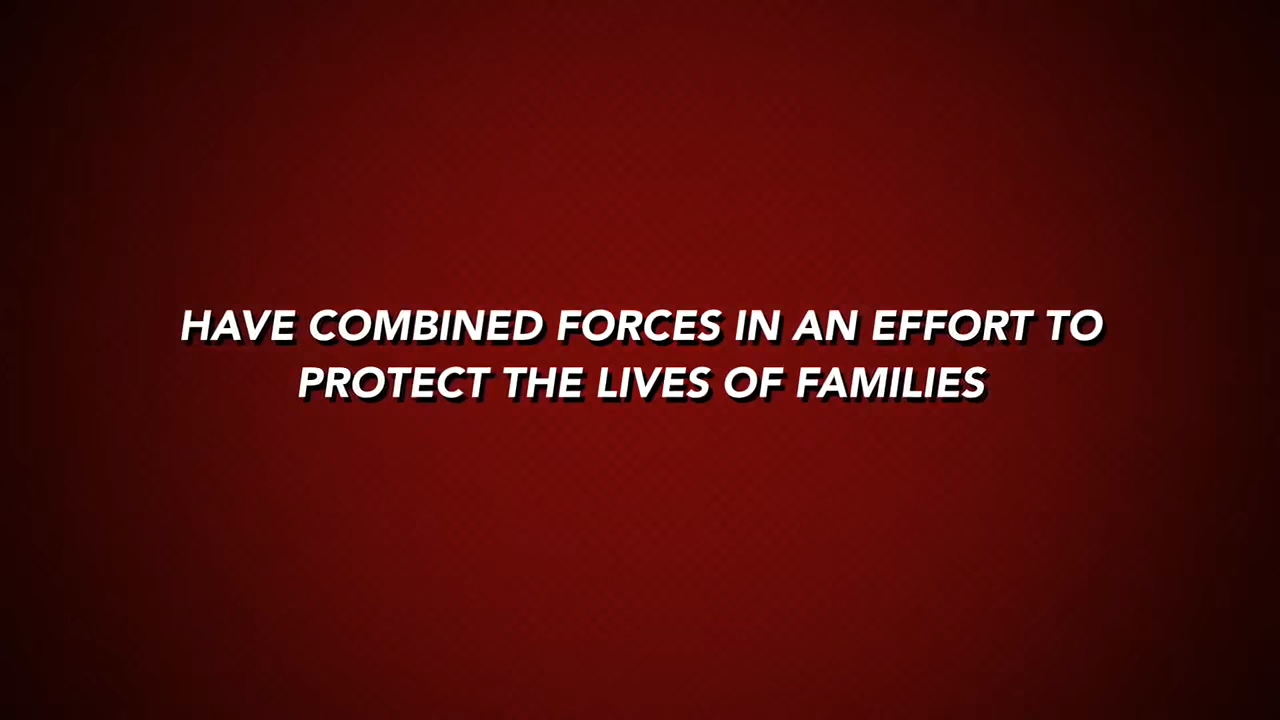 HAVE COMBINED FORCES IN AN EFFORT TO
PROTECT THE LIVES OF FAMILIES